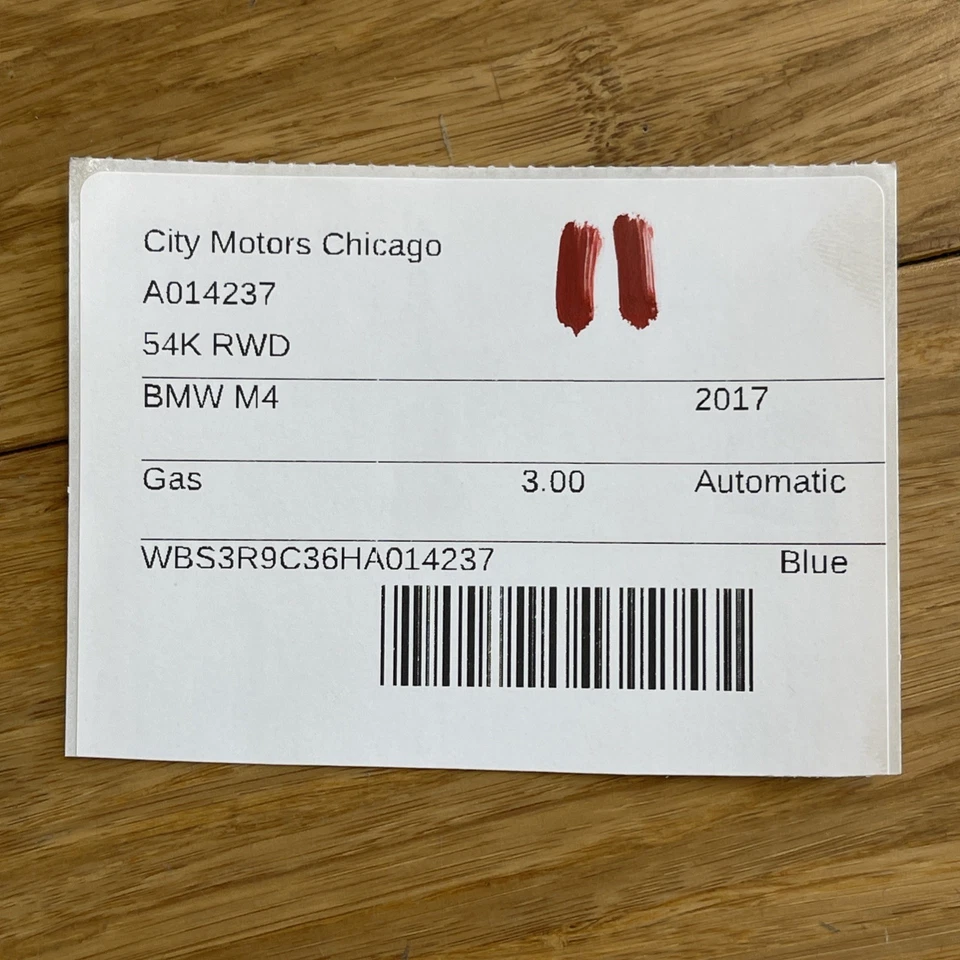 City Motors Chicago
A014237
54K RWD
BMW M4 2017
Gas 3.00 Automatic
WBS3R9C36HA014237 Blue